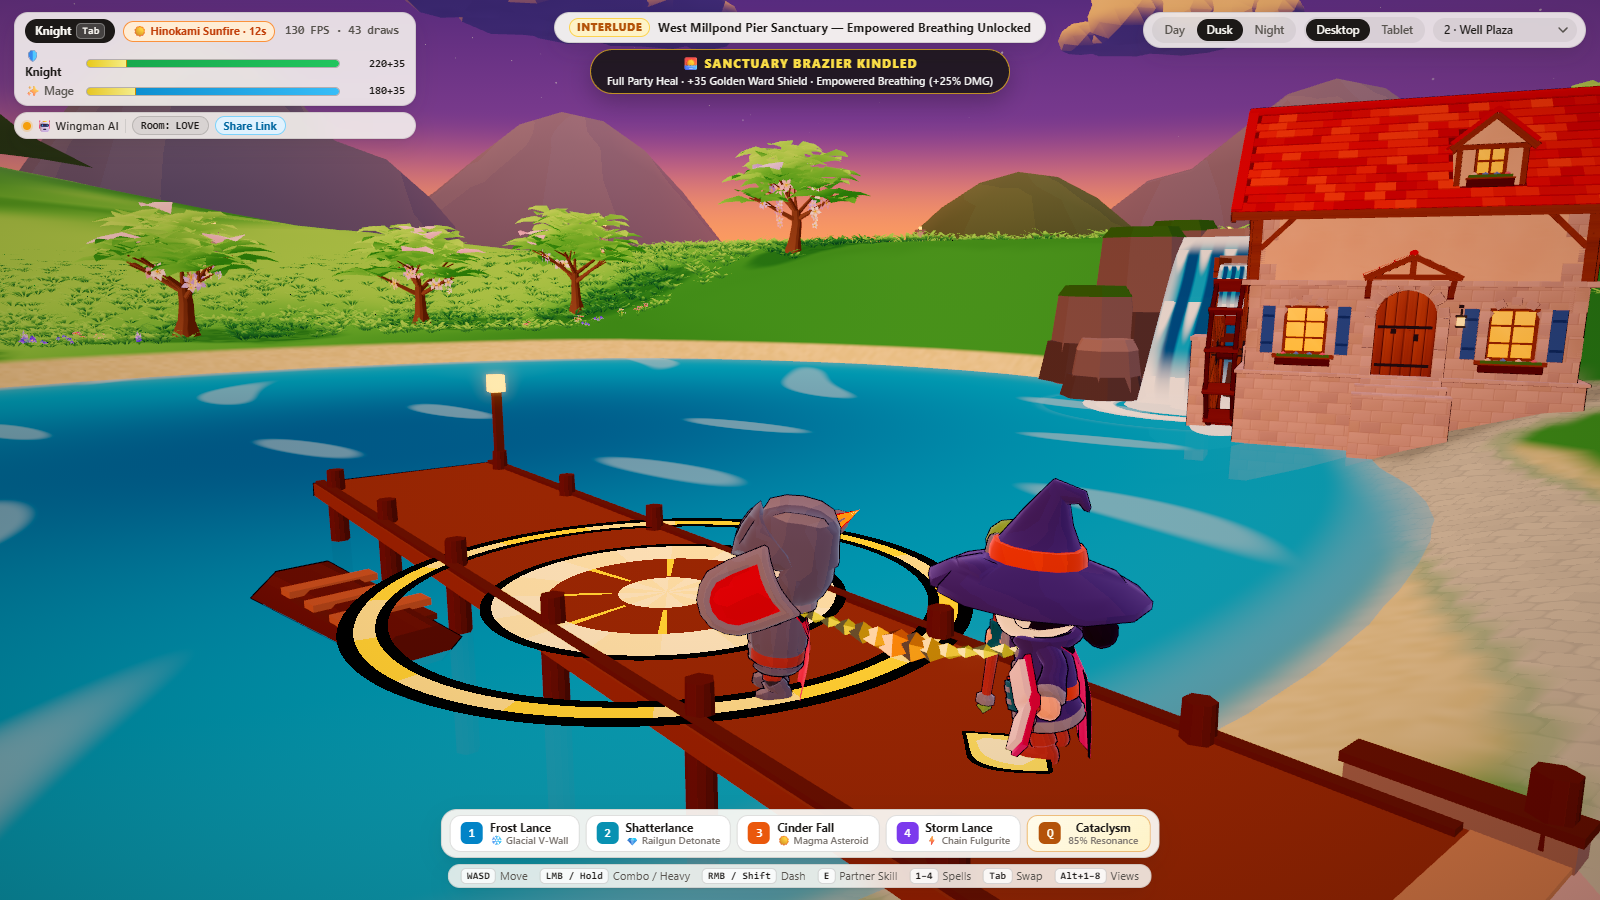 Knight Tab Hinokami Sunfire · 12s 130 FPS · 43 draws
Knight 220+35
Mage 180+35
Wingman AI Room: LOVE Share Link
INTERLUDE West Millpond Pier Sanctuary — Empowered Breathing Unlocked
SANCTUARY BRAZIER KINDLED
Full Party Heal · +35 Golden Ward Shield · Empowered Breathing (+25% DMG)
Day Dusk Night Desktop Tablet 2 · Well Plaza
1 Frost Lance
Glacial V-Wall
2 Shatterlance
Railgun Detonate
3 Cinder Fall
Magma Asteroid
4 Storm Lance
Chain Fulgurite
Q Cataclysm
85% Resonance
WASD Move LMB / Hold Combo / Heavy RMB / Shift Dash E Partner Skill 1–4 Spells Tab Swap Alt+1–8 Views